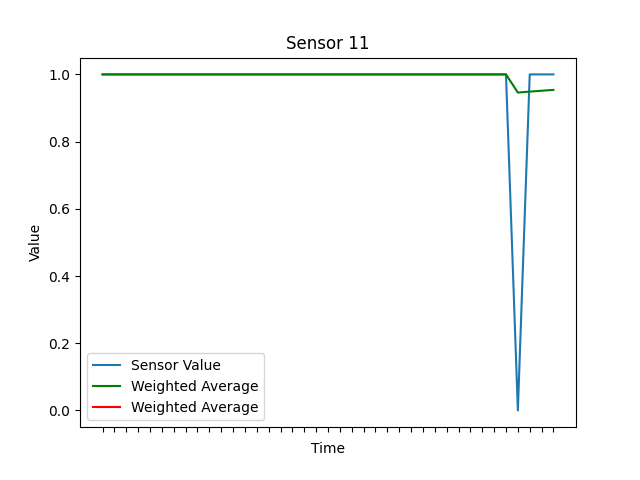 Sensor 11
1.0
0.8
0.6
0.4
0.2
0.0
Value
Sensor Value
Weighted Average
Weighted Average
Time